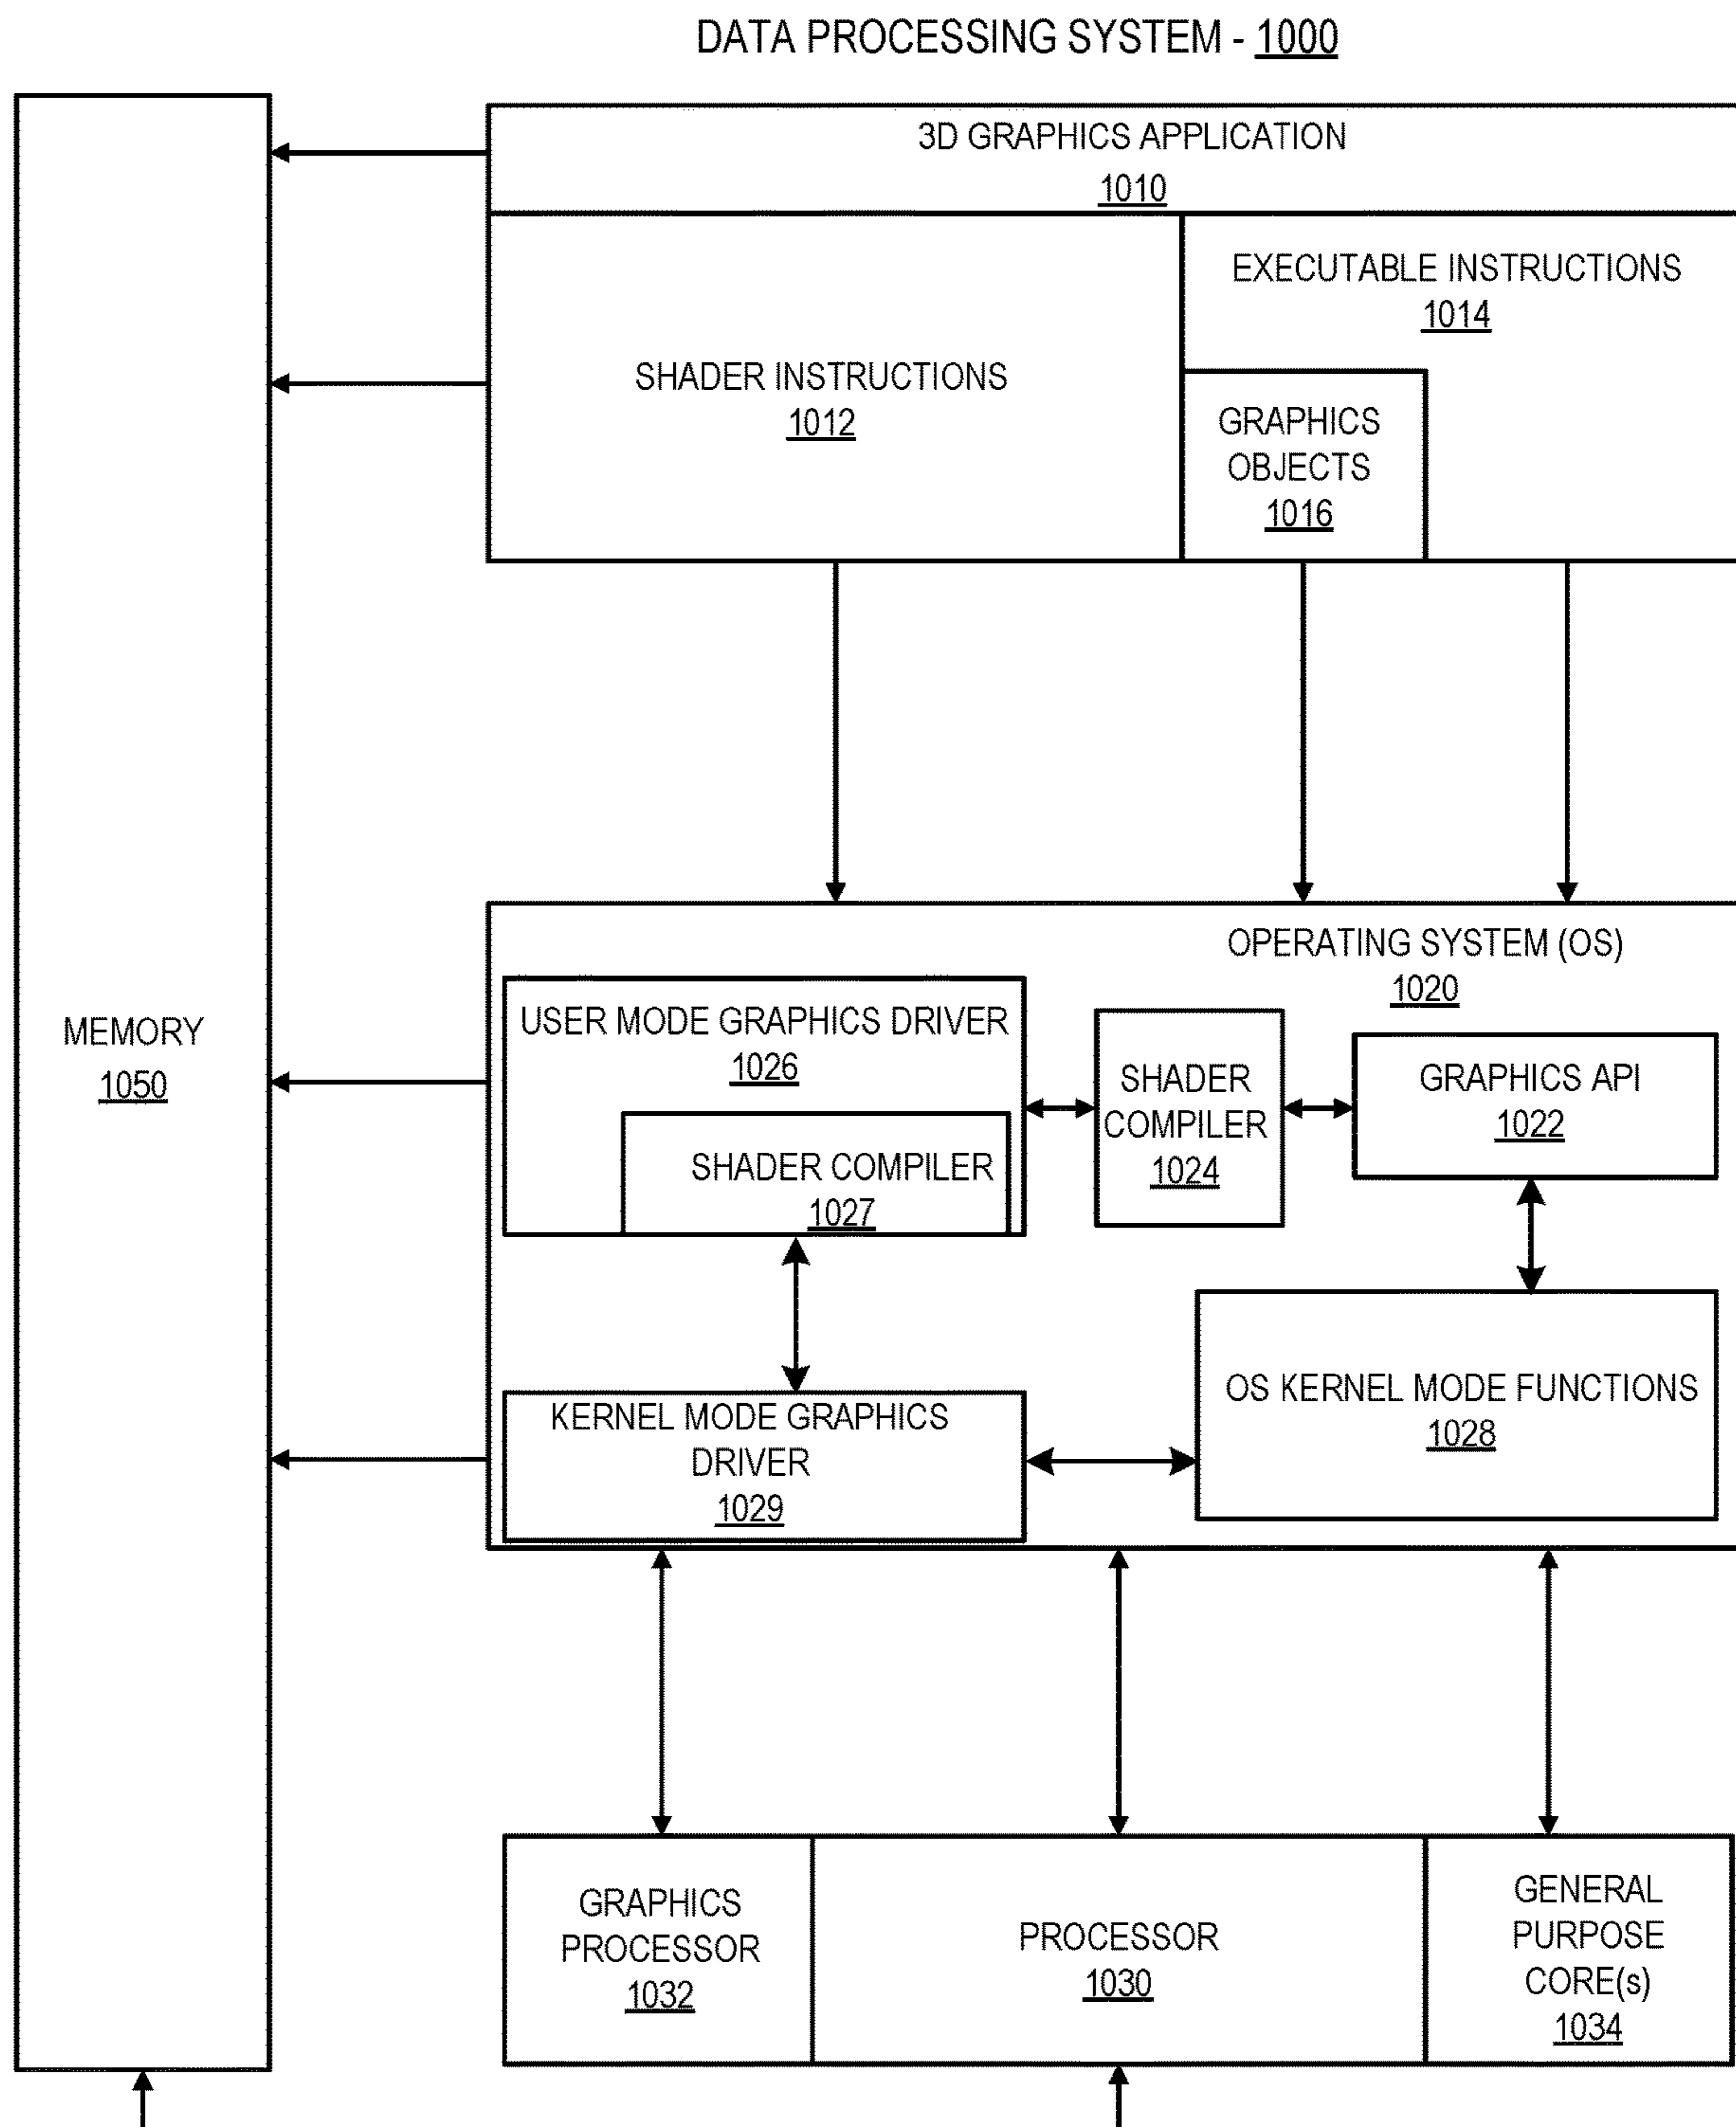 DATA PROCESSING SYSTEM - 1000
3D GRAPHICS APPLICATION
1010
EXECUTABLE INSTRUCTIONS
1014
SHADER INSTRUCTIONS
1012
GRAPHICS
OBJECTS
1016
OPERATING SYSTEM (OS)
1020
MEMORY
1050
USER MODE GRAPHICS DRIVER
1026
SHADER COMPILER
1027
SHADER
COMPILER
1024
GRAPHICS API
1022
KERNEL MODE GRAPHICS
DRIVER
1029
OS KERNEL MODE FUNCTIONS
1028
GRAPHICS
PROCESSOR
1032
PROCESSOR
1030
GENERAL
PURPOSE
CORE(s)
1034